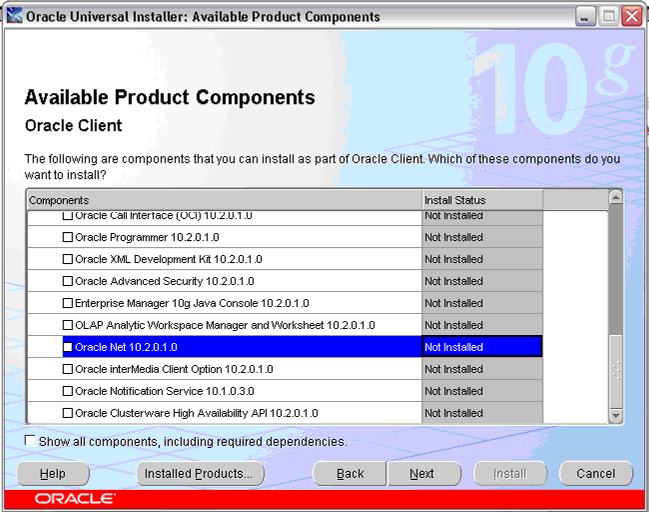 Oracle Universal Installer: Available Product Components
10g
Available Product Components
Oracle Client
The following are components that you can install as part of Oracle Client. Which of these components do you
want to install?
Components Install Status
Oracle Call Interface (OCI) 10.2.0.1.0 Not Installed
Oracle Programmer 10.2.0.1.0 Not Installed
Oracle XML Development Kit 10.2.0.1.0 Not Installed
Oracle Advanced Security 10.2.0.1.0 Not Installed
Enterprise Manager 10g Java Console 10.2.0.1.0 Not Installed
OLAP Analytic Workspace Manager and Worksheet 10.2.0.1.0 Not Installed
Oracle Net 10.2.0.1.0 Not Installed
Oracle interMedia Client Option 10.2.0.1.0 Not Installed
Oracle Notification Service 10.1.0.3.0 Not Installed
Oracle Clusterware High Availability API 10.2.0.1.0 Not Installed
Show all components, including required dependencies.
Help Installed Products... Back Next Install Cancel
ORACLE